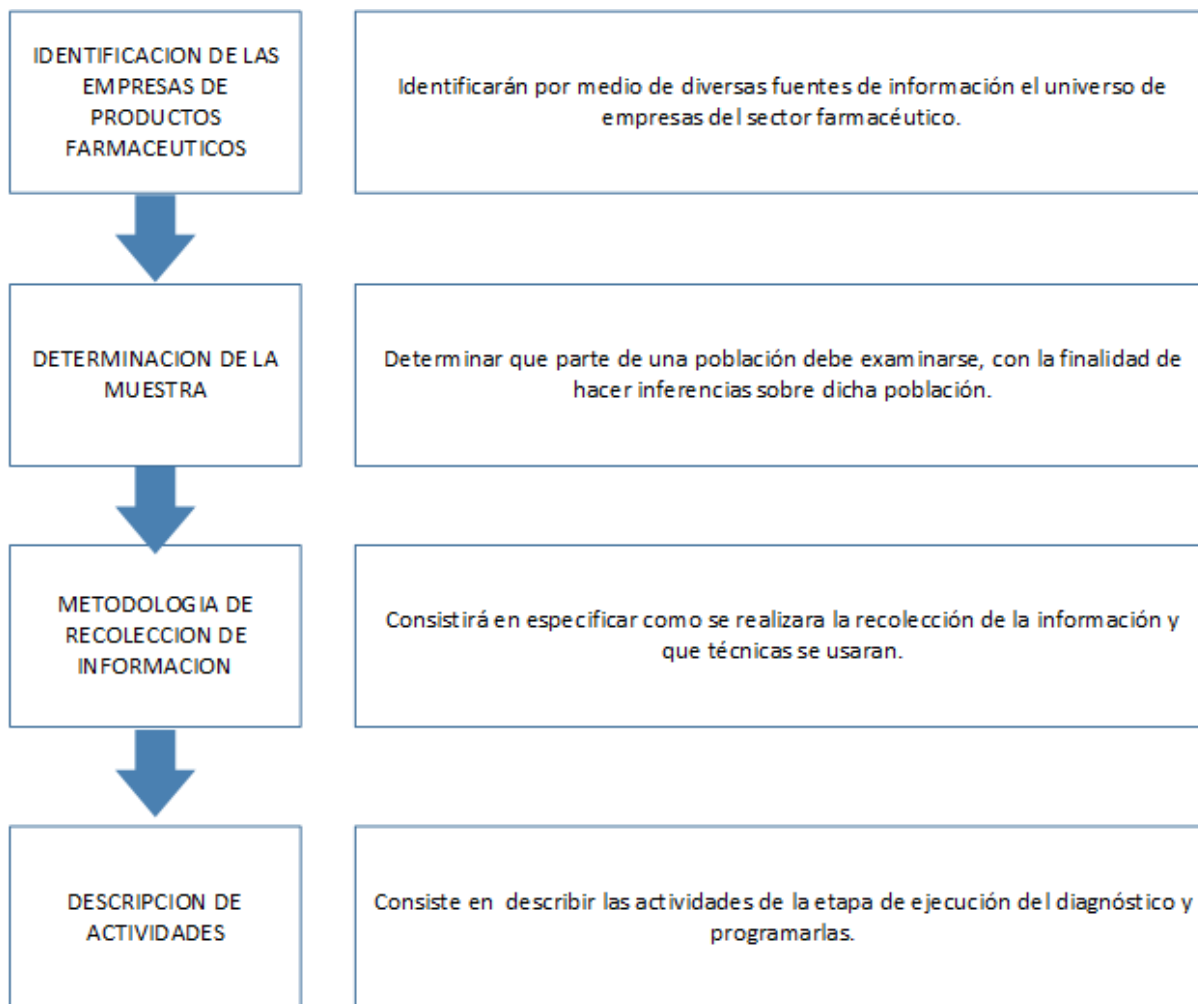 IDENTIFICACION DE LAS
EMPRESAS DE
PRODUCTOS
FARMACEUTICOS
Identificarán por medio de diversas fuentes de información el universo de
empresas del sector farmacéutico.
DETERMINACION DE LA
MUESTRA
Determinar que parte de una población debe examinarse, con la finalidad de
hacer inferencias sobre dicha población.
METODOLOGIA DE
RECOLECCION DE
INFORMACION
Consistirá en especificar como se realizara la recolección de la información y
que técnicas se usaran.
DESCRIPCION DE
ACTIVIDADES
Consiste en describir las actividades de la etapa de ejecución del diagnóstico y
programarlas.